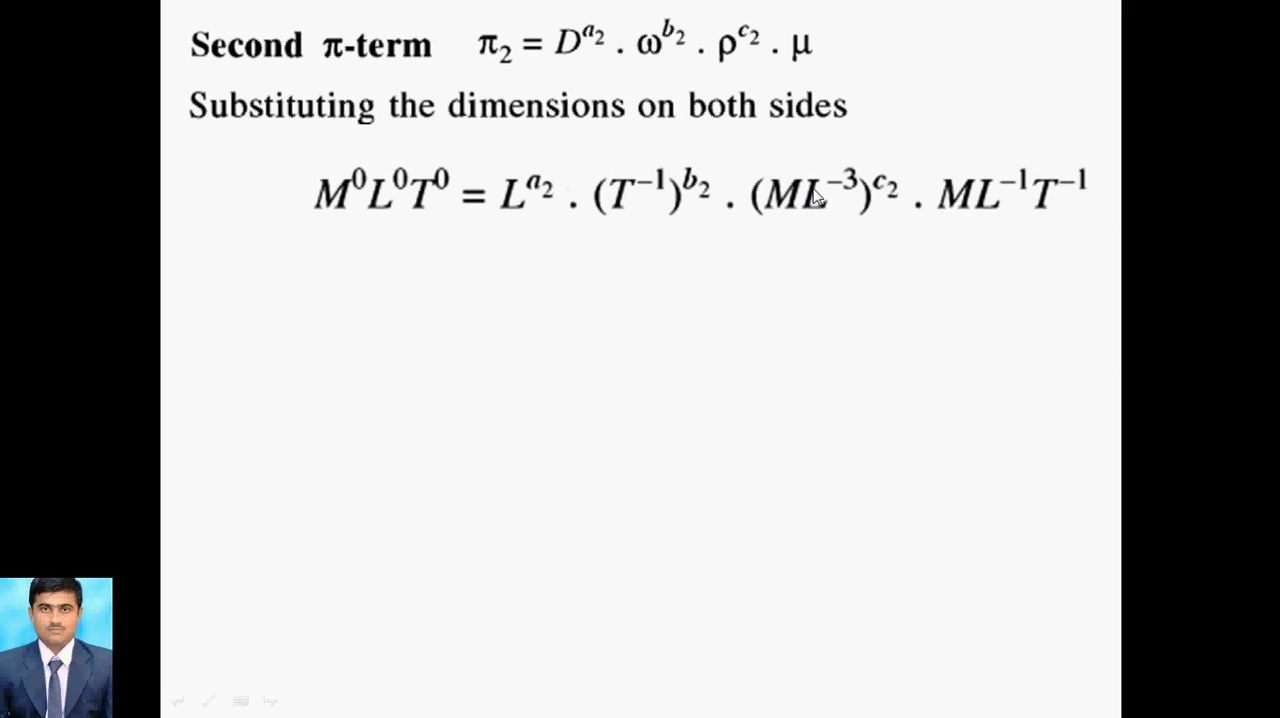 Second π-term π₂ = D^a₂ . ω^b₂ . ρ^c₂ . μ
Substituting the dimensions on both sides
M⁰L⁰T⁰ = L^a₂ . (T⁻¹)^b₂ . (ML⁻³)^c₂ . ML⁻¹T⁻¹